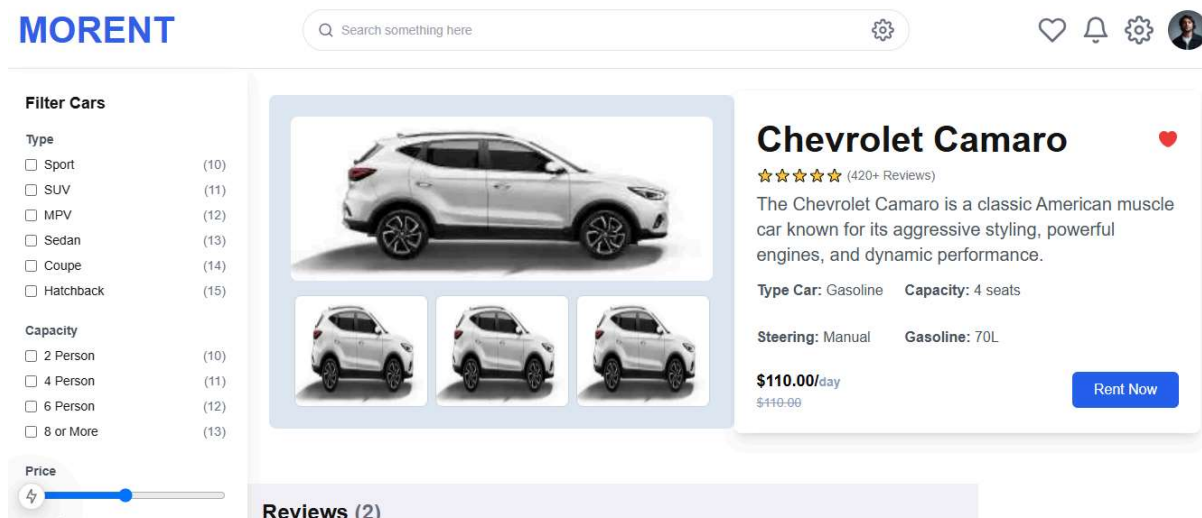 MORENT
Search something here
Filter Cars
Type
Sport (10)
SUV (11)
MPV (12)
Sedan (13)
Coupe (14)
Hatchback (15)
Capacity
2 Person (10)
4 Person (11)
6 Person (12)
8 or More (13)
Price
Chevrolet Camaro
(420+ Reviews)
The Chevrolet Camaro is a classic American muscle
car known for its aggressive styling, powerful
engines, and dynamic performance.
Type Car: Gasoline Capacity: 4 seats
Steering: Manual Gasoline: 70L
$110.00/day
$110.00
Rent Now
Reviews (2)